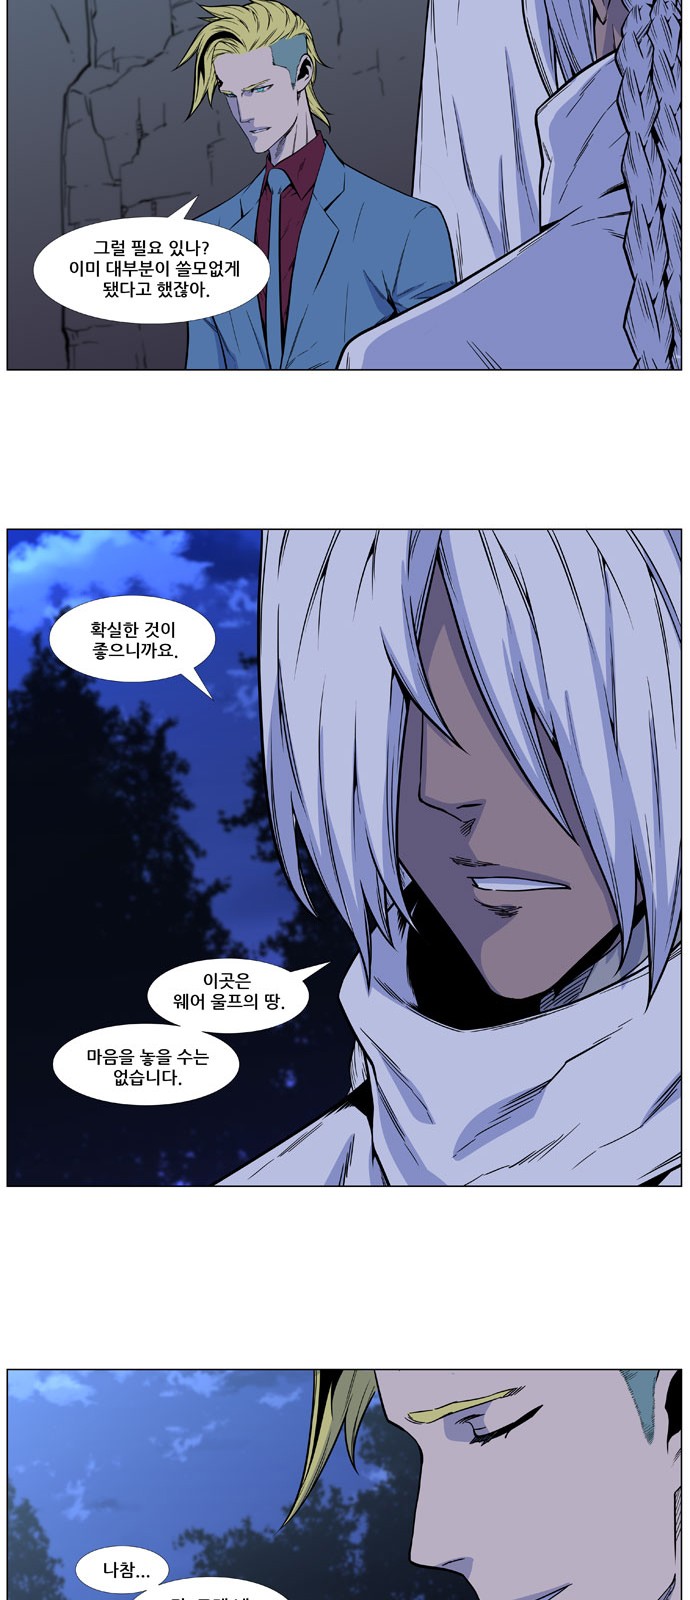 그럴 필요 있나?
이미 대부분이 쓸모없게
됐다고 했잖아.
확실한 것이
좋으니까요.
이곳은
웨어 울프의 땅.
마음을 놓을 수는
없습니다.
나참...